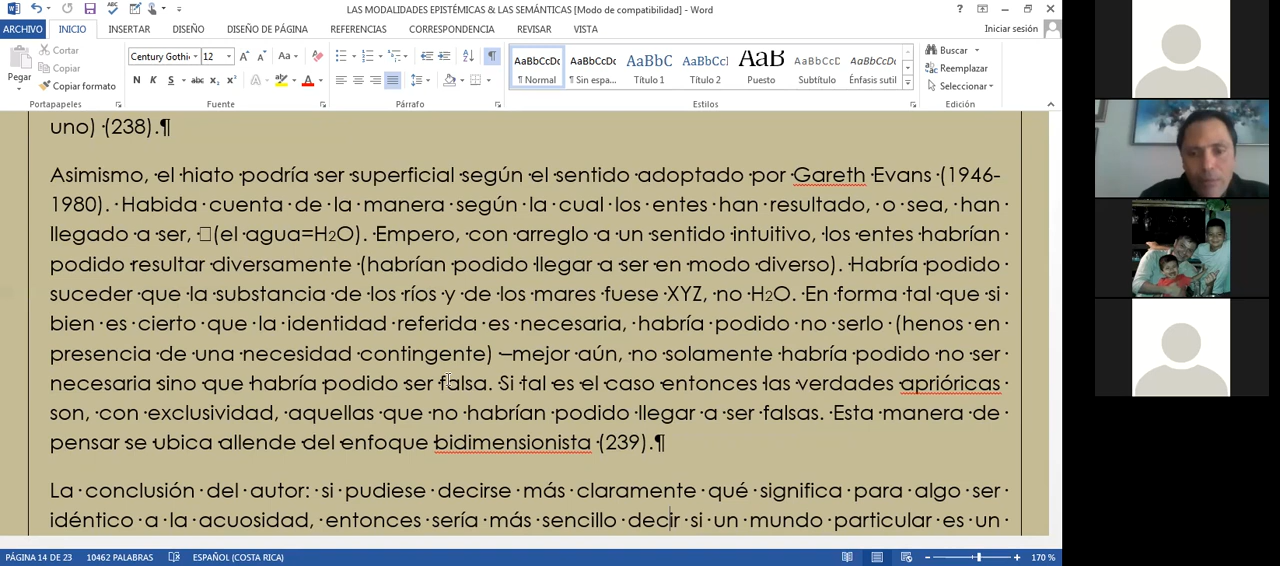 LAS MODALIDADES EPISTÉMICAS & LAS SEMÁNTICAS [Modo de compatibilidad] - Word
ARCHIVO INICIO INSERTAR DISEÑO DISEÑO DE PÁGINA REFERENCIAS CORRESPONDENCIA REVISAR VISTA Iniciar sesión
Pegar
Cortar
Copiar
Copiar formato
Portapapeles
Century Gothi 12
N K S abc X₂ X²
Fuente
Párrafo
AaBbCcDc AaBbCcDc AaBbC AaBbCcl AaB AaBbCcD AaBbCcDc
¶ Normal ¶ Sin espa... Título 1 Título 2 Puesto Subtítulo Énfasis sutil
Estilos
Buscar
Reemplazar
Seleccionar
Edición
uno) (238).¶
Asimismo, el hiato podría ser superficial según el sentido adoptado por Gareth Evans (1946-
1980). Habida cuenta de la manera según la cual los entes han resultado, o sea, han
llegado a ser, □(el agua=H₂O). Empero, con arreglo a un sentido intuitivo, los entes habrían
podido resultar diversamente (habrían podido llegar a ser en modo diverso). Habría podido
suceder que la substancia de los ríos y de los mares fuese XYZ, no H₂O. En forma tal que si
bien es cierto que la identidad referida es necesaria, habría podido no serlo (henos en
presencia de una necesidad contingente) –mejor aún, no solamente habría podido no ser
necesaria sino que habría podido ser falsa. Si tal es el caso entonces las verdades aprióricas
son, con exclusividad, aquellas que no habrían podido llegar a ser falsas. Esta manera de
pensar se ubica allende del enfoque bidimensionista (239).¶
La conclusión del autor: si pudiese decirse más claramente qué significa para algo ser
idéntico a la acuosidad, entonces sería más sencillo decir si un mundo particular es un
PÁGINA 14 DE 23 10462 PALABRAS ESPAÑOL (COSTA RICA) 170 %